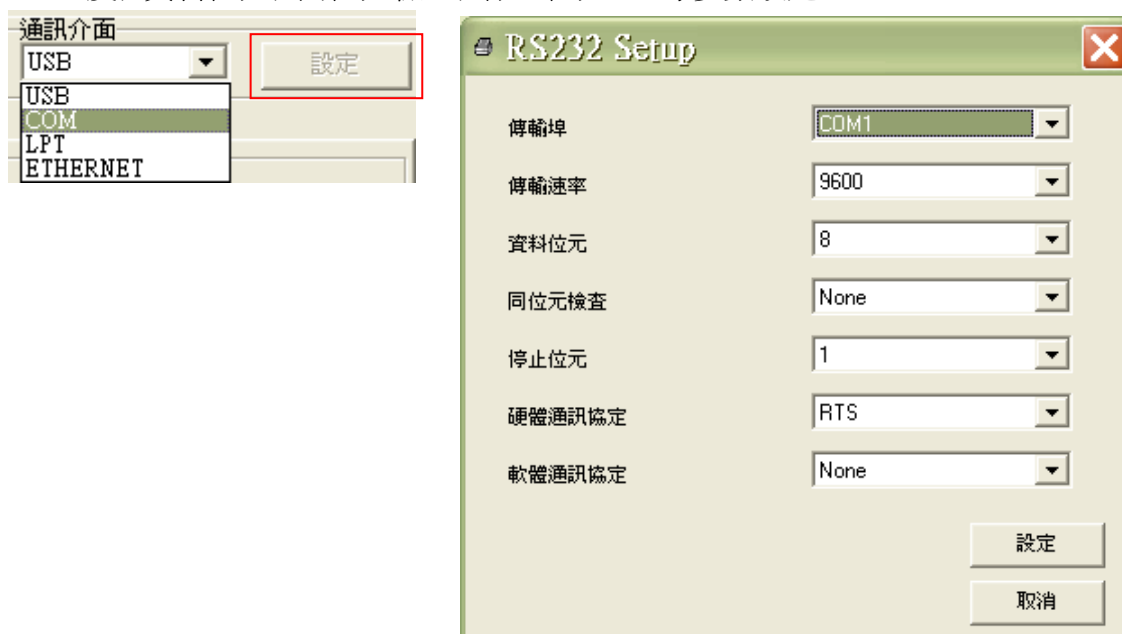 通訊介面
USB
設定
USB
COM
LPT
ETHERNET
RS232 Setup
傳輸埠
COM1
傳輸速率
9600
資料位元
8
同位元檢查
None
停止位元
1
硬體通訊協定
RTS
軟體通訊協定
None
設定
取消